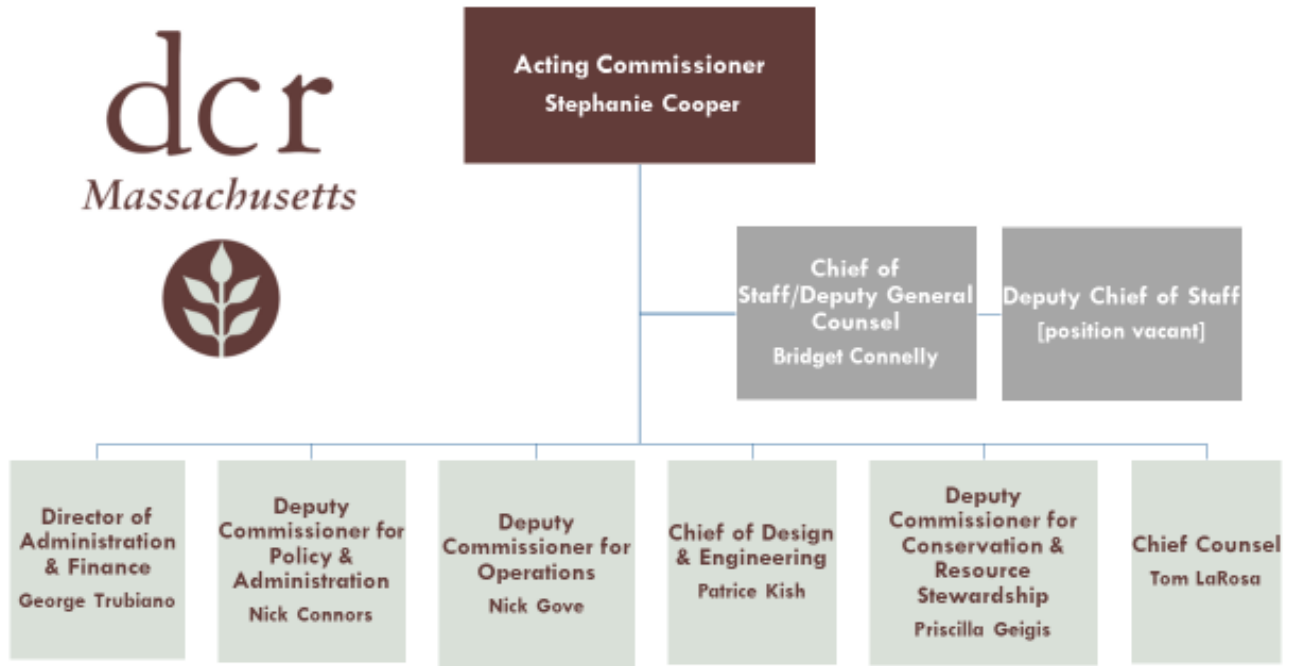 dcr
Massachusetts
Acting Commissioner
Stephanie Cooper
Chief of
Staff/Deputy General
Counsel
Bridget Connelly
Deputy Chief of Staff
[position vacant]
Director of
Administration
& Finance
George Trubiano
Deputy
Commissioner for
Policy &
Administration
Nick Connors
Deputy
Commissioner for
Operations
Nick Gove
Chief of Design
& Engineering
Patrice Kish
Deputy
Commissioner for
Conservation &
Resource
Stewardship
Priscilla Geigis
Chief Counsel
Tom LaRosa